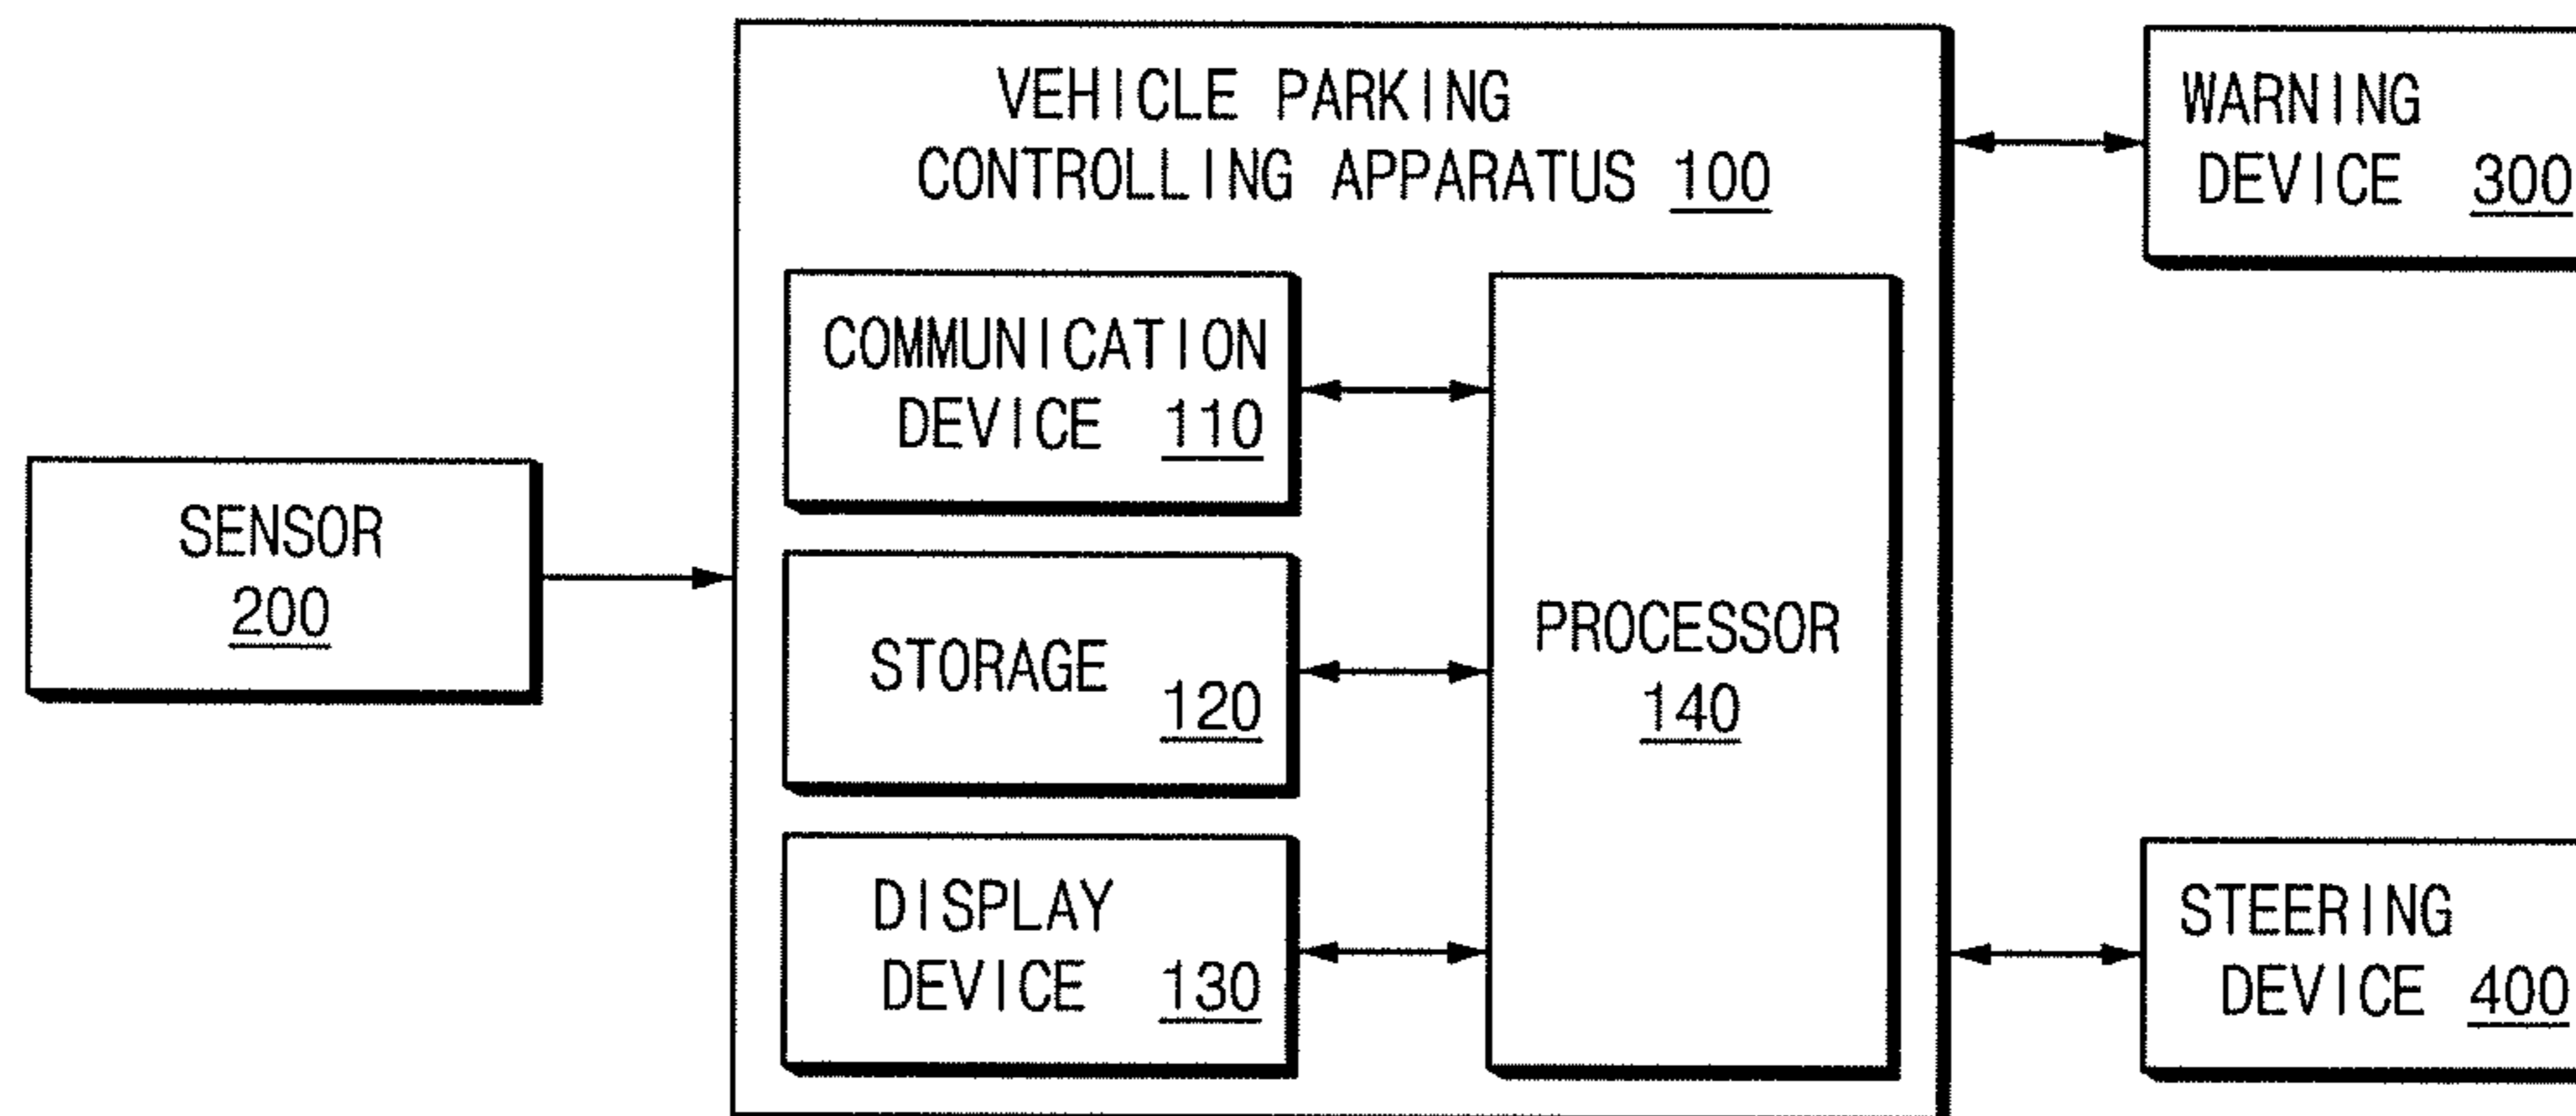 VEHICLE PARKING
CONTROLLING APPARATUS 100
COMMUNICATION
DEVICE 110
STORAGE 120
DISPLAY
DEVICE 130
PROCESSOR
140
SENSOR
200
WARNING
DEVICE 300
STEERING
DEVICE 400